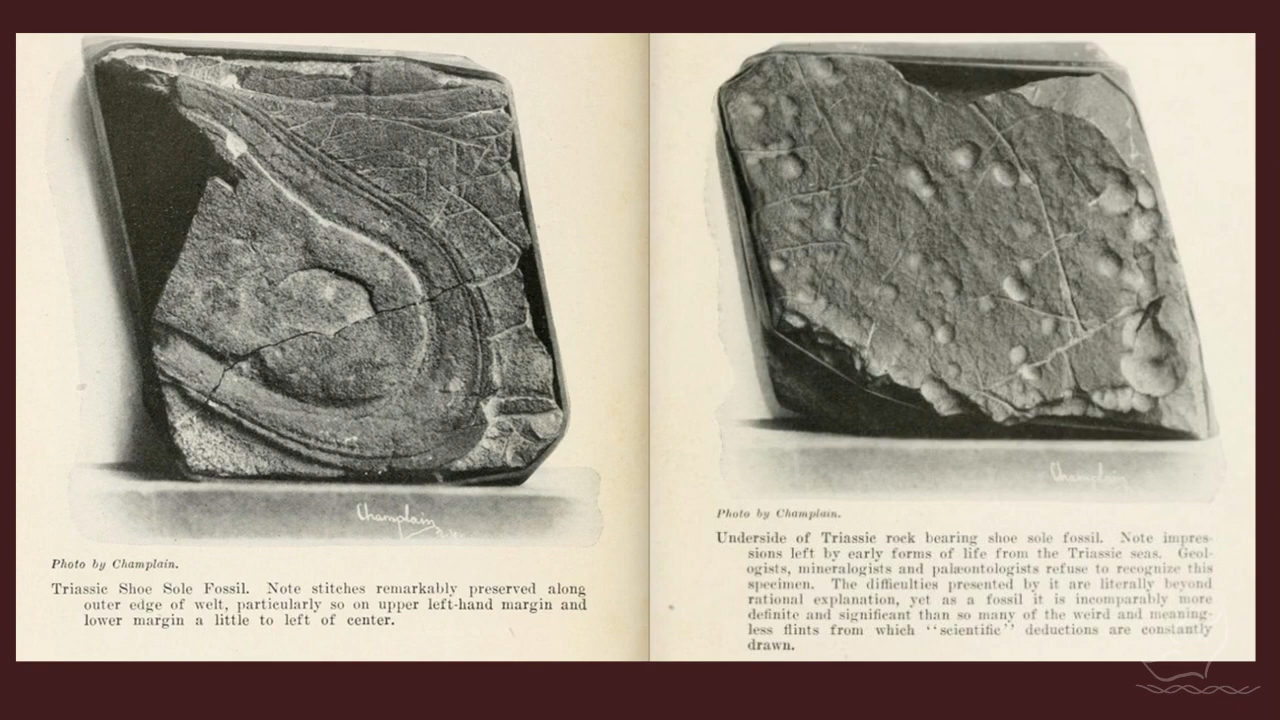 Champlain
Photo by Champlain.
Triassic Shoe Sole Fossil. Note stitches remarkably preserved along
outer edge of welt, particularly so on upper left-hand margin and
lower margin a little to left of center.
Champlain
Photo by Champlain.
Underside of Triassic rock bearing shoe sole fossil. Note impres-
sions left by early forms of life from the Triassic seas. Geol-
ogists, mineralogists and palæontologists refuse to recognize this
specimen. The difficulties presented by it are literally beyond
rational explanation, yet as a fossil it is incomparably more
definite and significant than so many of the weird and meaning-
less flints from which ‘‘scientific’’ deductions are constantly
drawn.